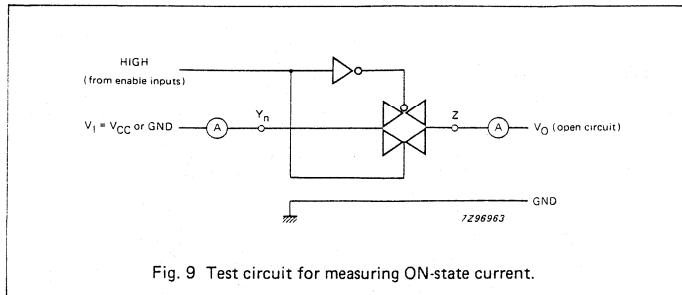 HIGH
(from enable inputs)
V_I = V_CC or GND
A
Y_n
Z
A
V_O (open circuit)
GND
7Z96963
Fig. 9 Test circuit for measuring ON-state current.